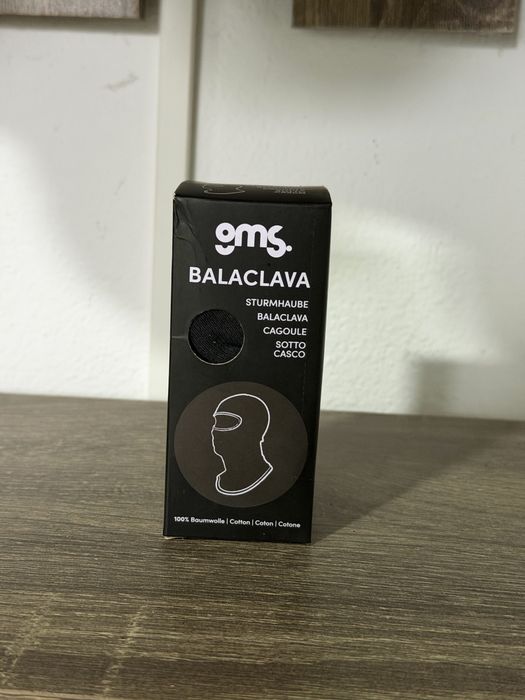 gms.
BALACLAVA
STURMHAUBE
BALACLAVA
CAGOULE
SOTTO
CASCO
100% Baumwolle | Cotton | Coton | Cotone